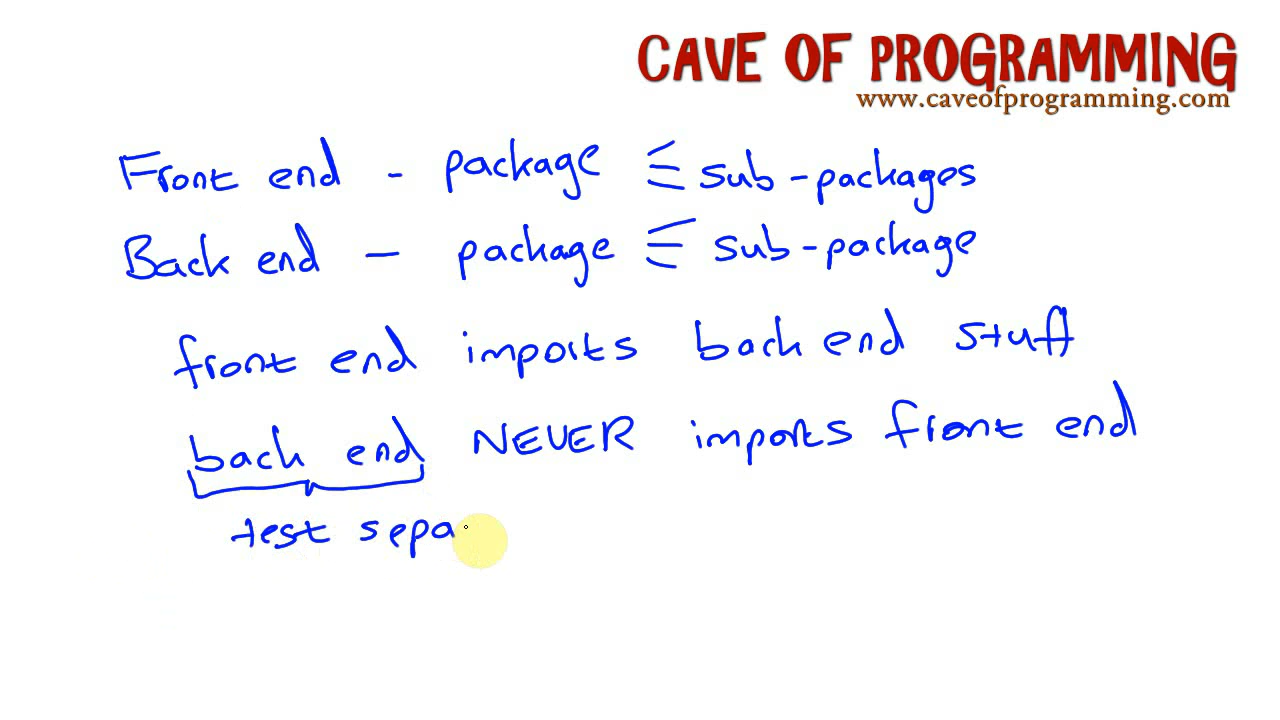 CAVE OF PROGRAMMING
www.caveofprogramming.com
Front end - package sub-packages
Back end - package sub-package
front end imports back end stuff
back end NEVER imports front end
test sepa